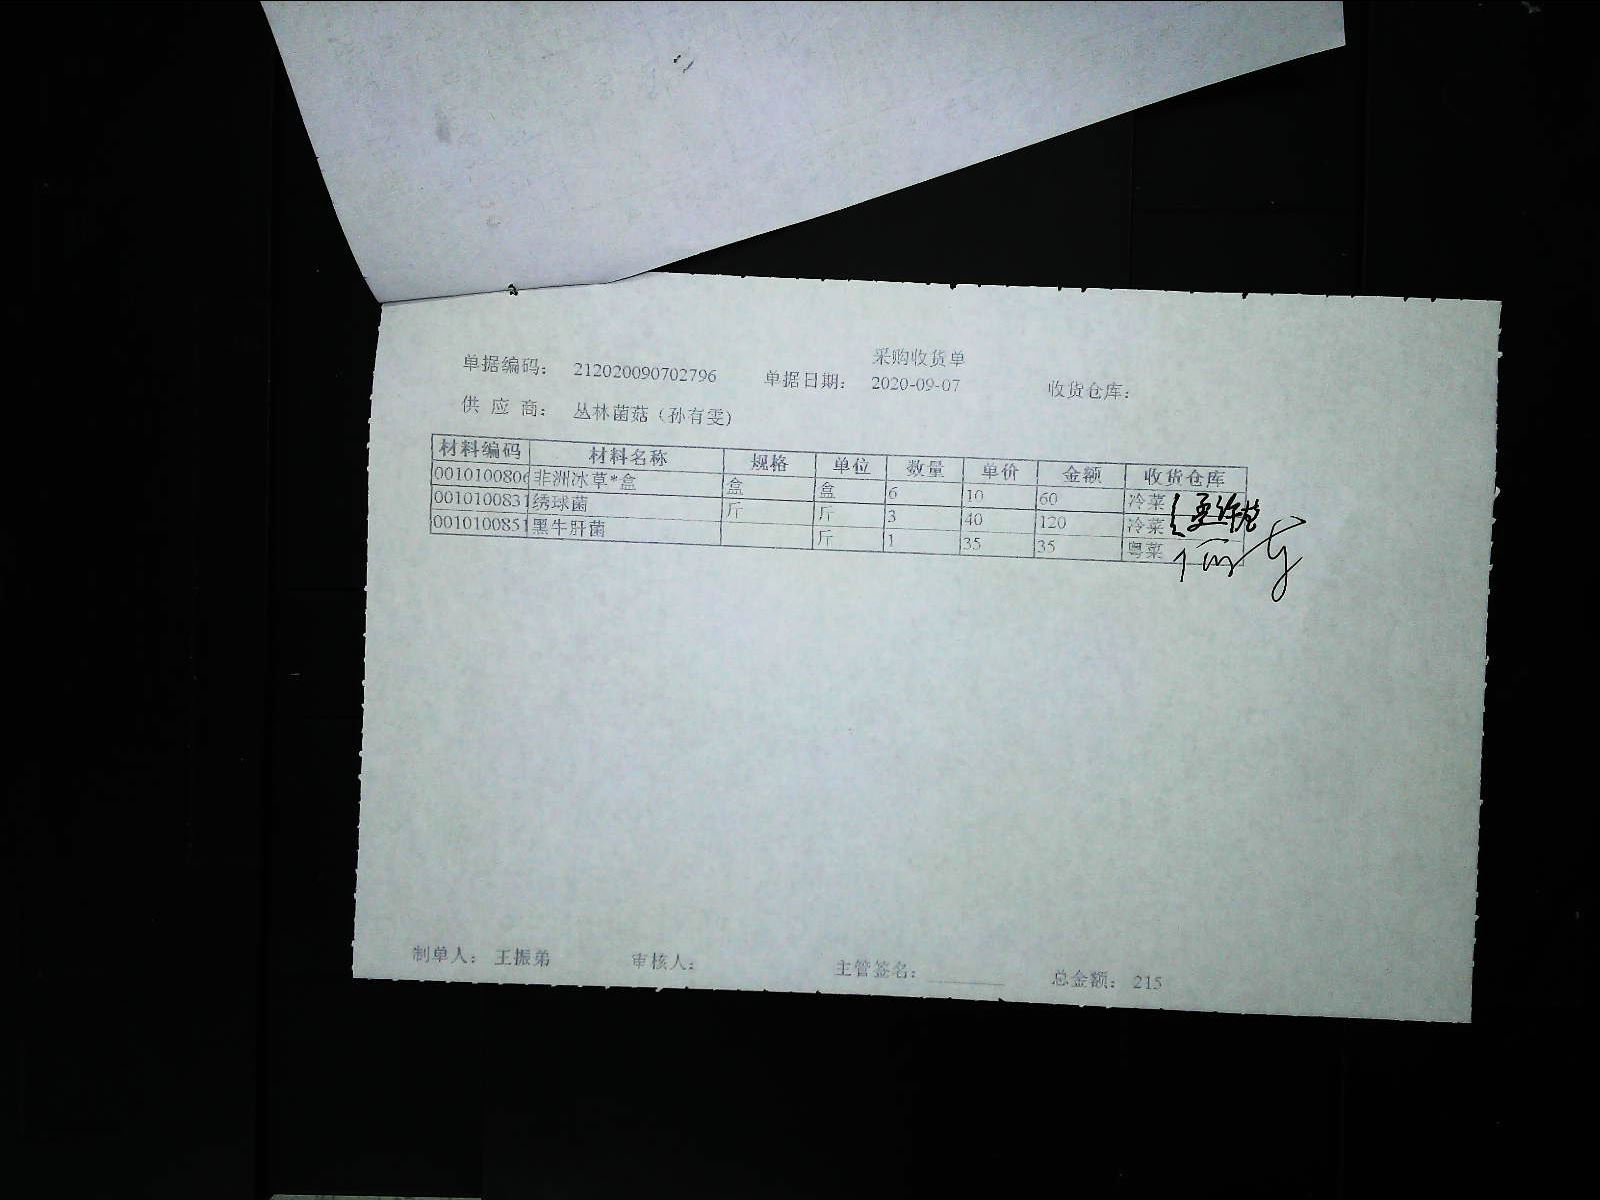 采购收货单
单据编码： 212020090702796 单据日期： 2020-09-07 收货仓库：
供 应 商： 丛林菌菇（孙有雯）
材料编码 材料名称 规格 单位 数量 单价 金额 收货仓库
0010100806 非洲冰草*盒 盒 盒 6 10 60 冷菜
0010100831 绣球菌 斤 斤 3 40 120 冷菜
0010100851 黑牛肝菌 斤 1 35 35 粤菜
制单人： 王振弟 审核人： 主管签名： 总金额： 215